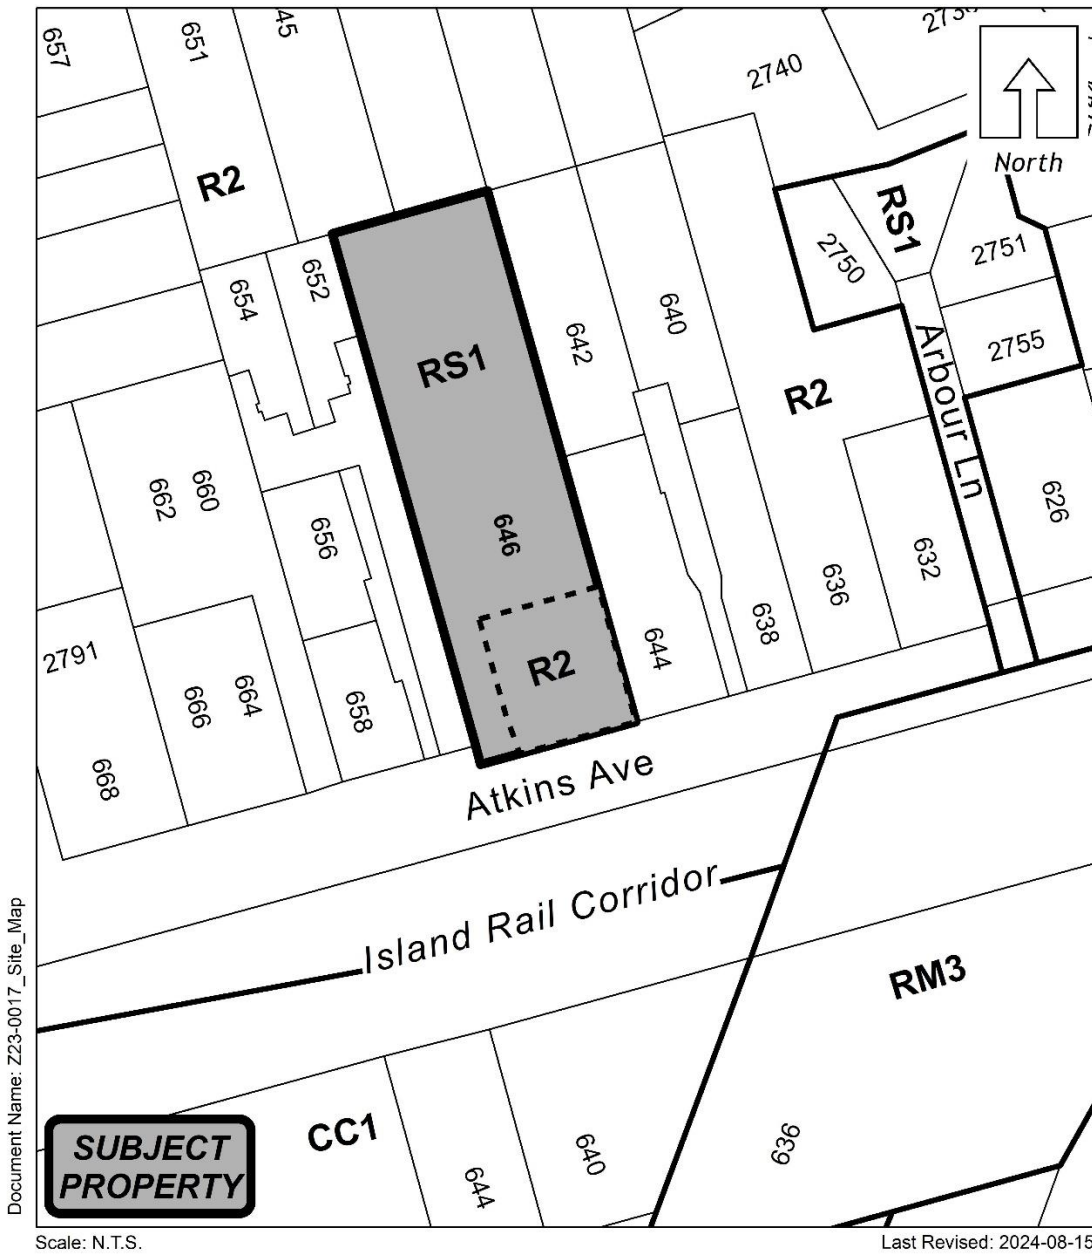 657
651
2740
North
R2
RS1
2750
2751
2755
654
652
RS1
642
640
R2
Arbour Ln
662
660
656
646
636
632
626
2791
666
664
658
R2
644
638
668
Atkins Ave
Island Rail Corridor
RM3
CC1
644
640
636
SUBJECT
PROPERTY
Document Name: Z23-0017_Site_Map
Scale: N.T.S.
Last Revised: 2024-08-15